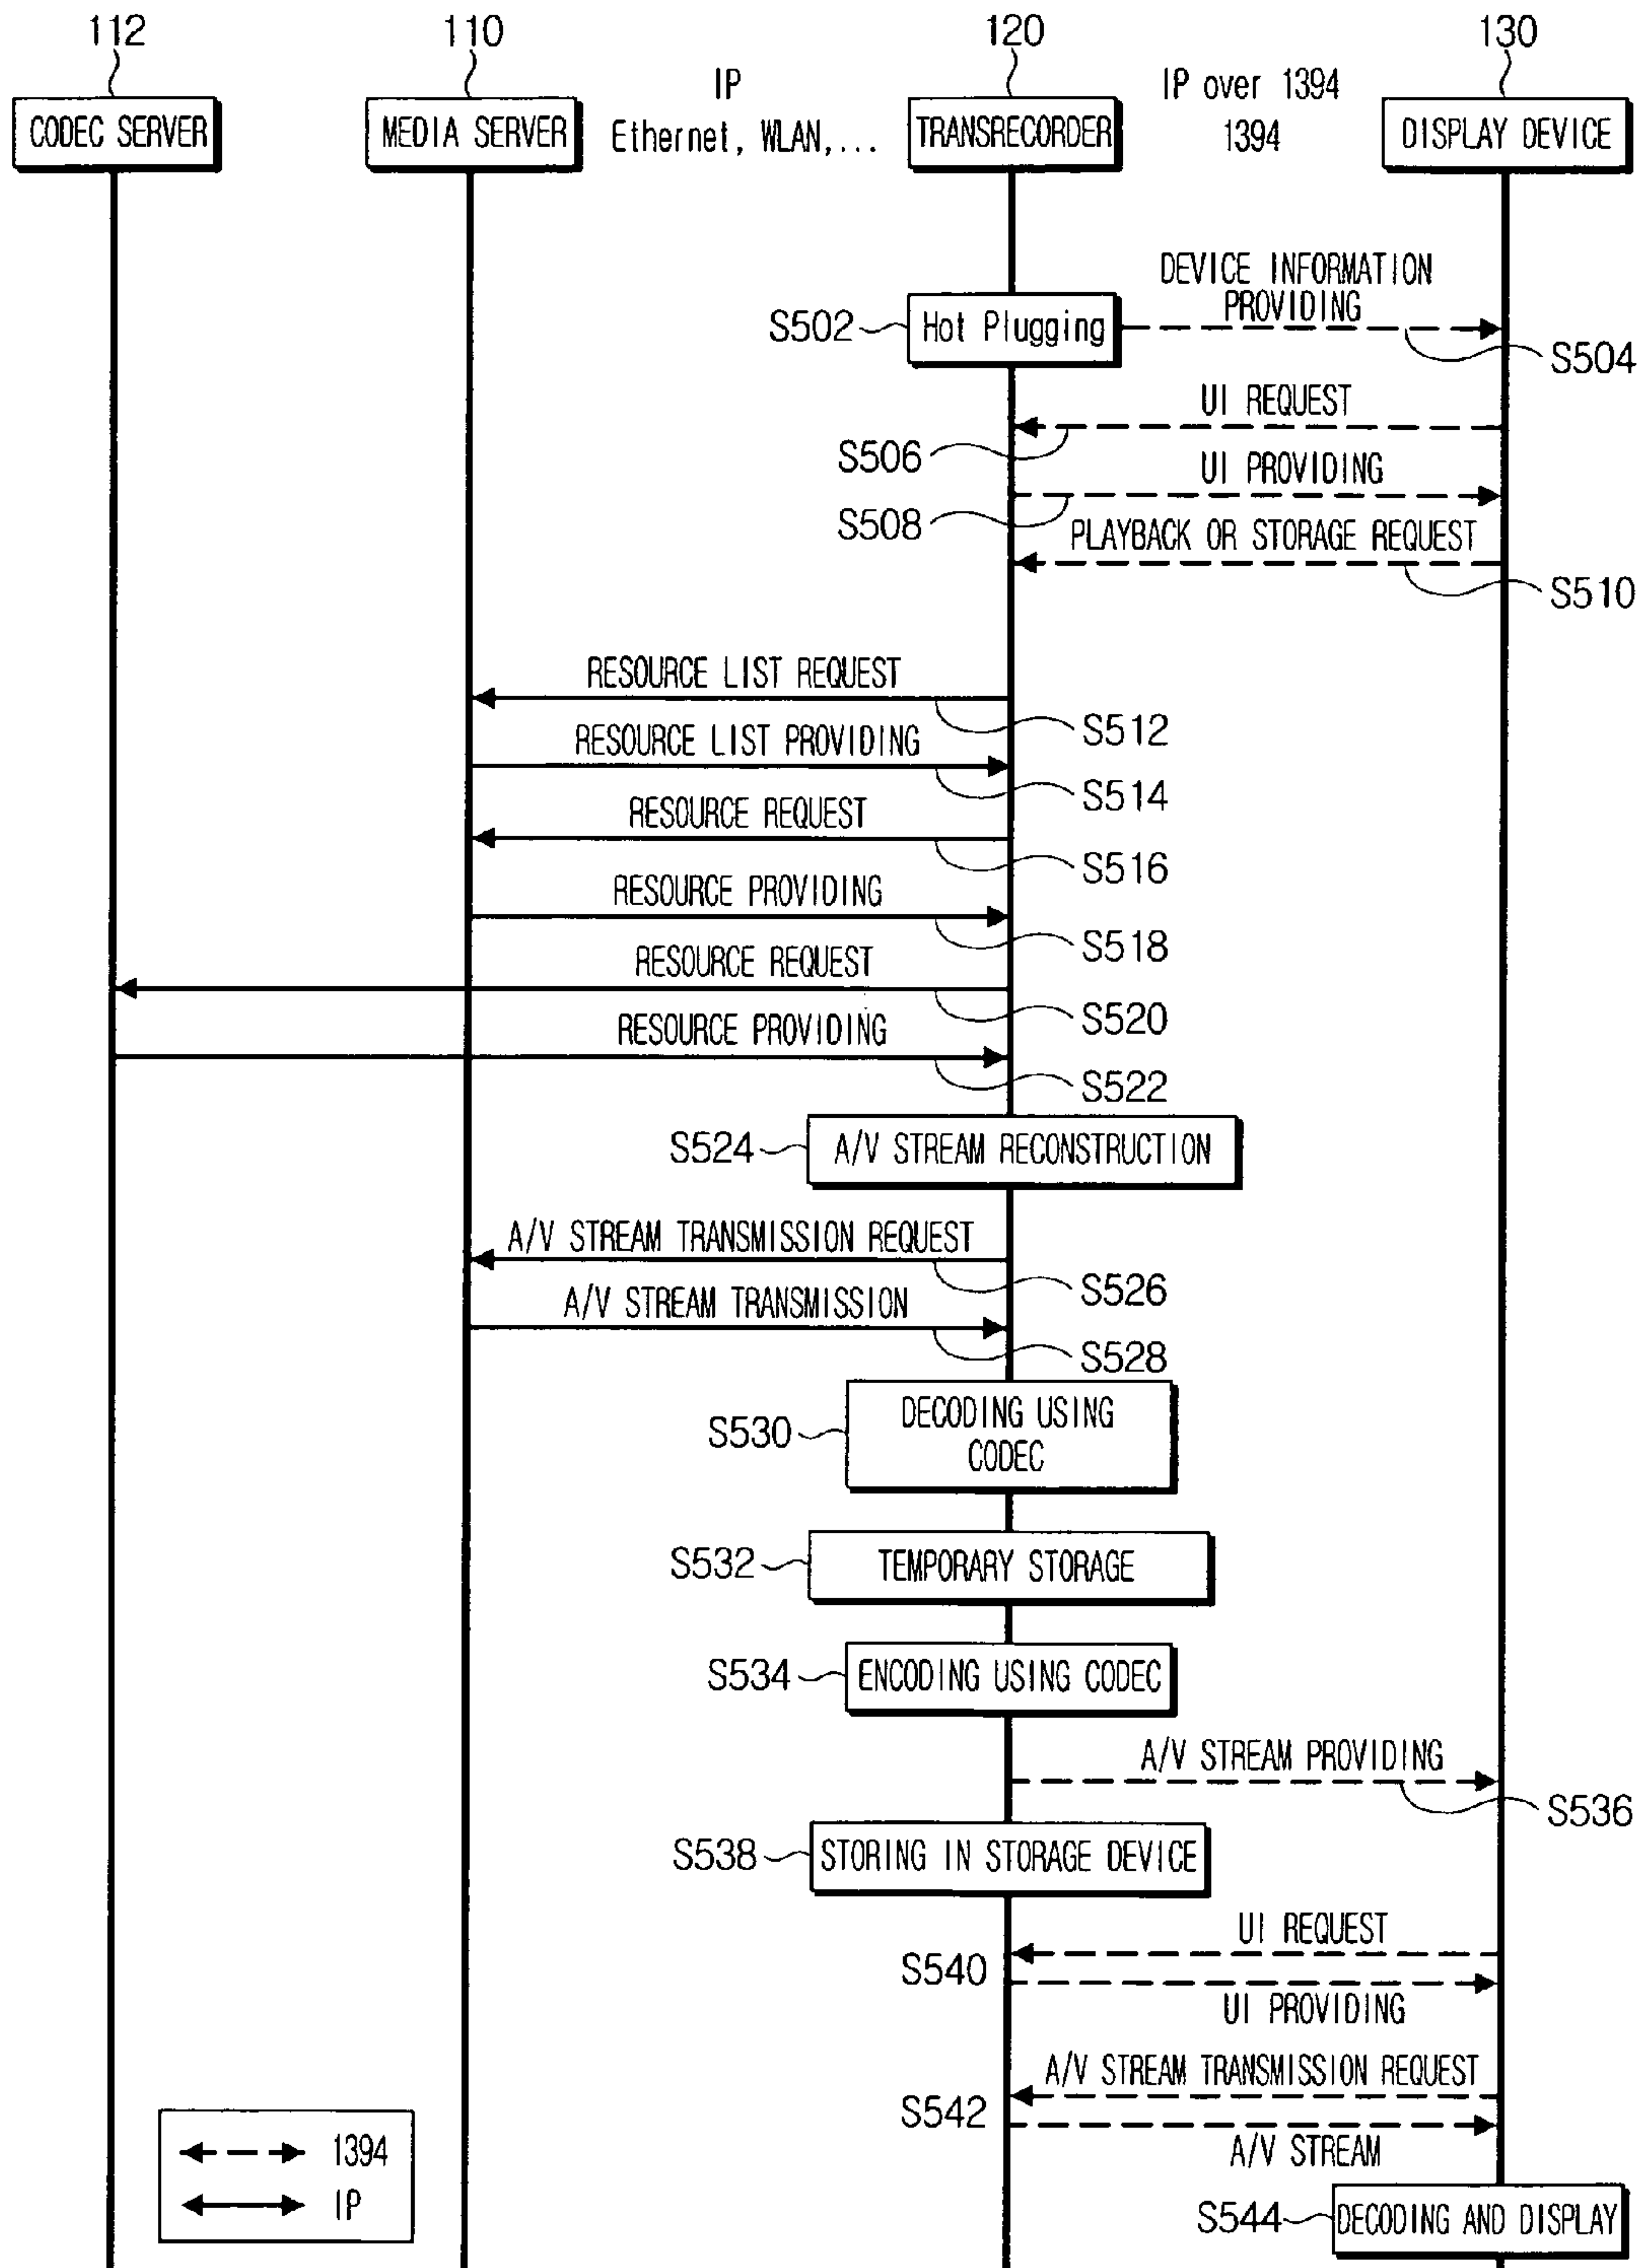 112
110
120
130
IP
IP over 1394
CODEC SERVER
MEDIA SERVER
Ethernet, WLAN,...
TRANSRECORDER
1394
DISPLAY DEVICE
DEVICE INFORMATION
PROVIDING
S502
Hot Plugging
S504
UI REQUEST
S506
UI PROVIDING
S508
PLAYBACK OR STORAGE REQUEST
S510
RESOURCE LIST REQUEST
S512
RESOURCE LIST PROVIDING
S514
RESOURCE REQUEST
S516
RESOURCE PROVIDING
S518
RESOURCE REQUEST
S520
RESOURCE PROVIDING
S522
S524
A/V STREAM RECONSTRUCTION
A/V STREAM TRANSMISSION REQUEST
S526
A/V STREAM TRANSMISSION
S528
S530
DECODING USING
CODEC
S532
TEMPORARY STORAGE
S534
ENCODING USING CODEC
A/V STREAM PROVIDING
S536
S538
STORING IN STORAGE DEVICE
UI REQUEST
S540
UI PROVIDING
A/V STREAM TRANSMISSION REQUEST
S542
A/V STREAM
1394
IP
S544
DECODING AND DISPLAY